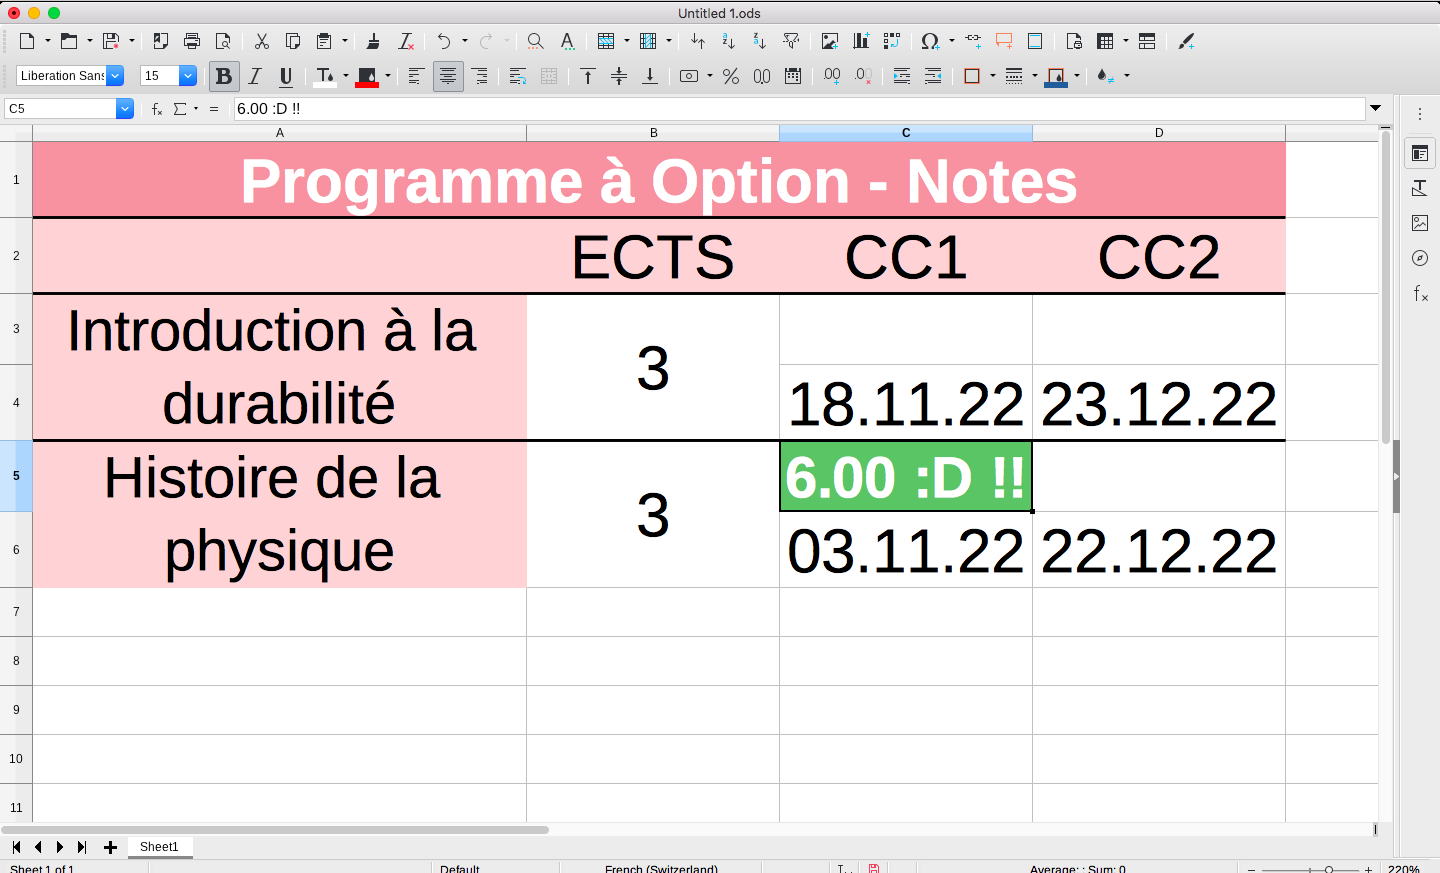 Untitled 1.ods
Liberation Sans
15
B I U
C5
6.00 :D !!
A B C D
1 Programme à Option - Notes
2 ECTS CC1 CC2
3 Introduction à la
4 durabilité 3 18.11.22 23.12.22
5 Histoire de la 6.00 :D !!
6 physique 3 03.11.22 22.12.22
7
8
9
10
11
Sheet1
Sheet 1 of 1 Default French (Switzerland) Average: ; Sum: 0 220%